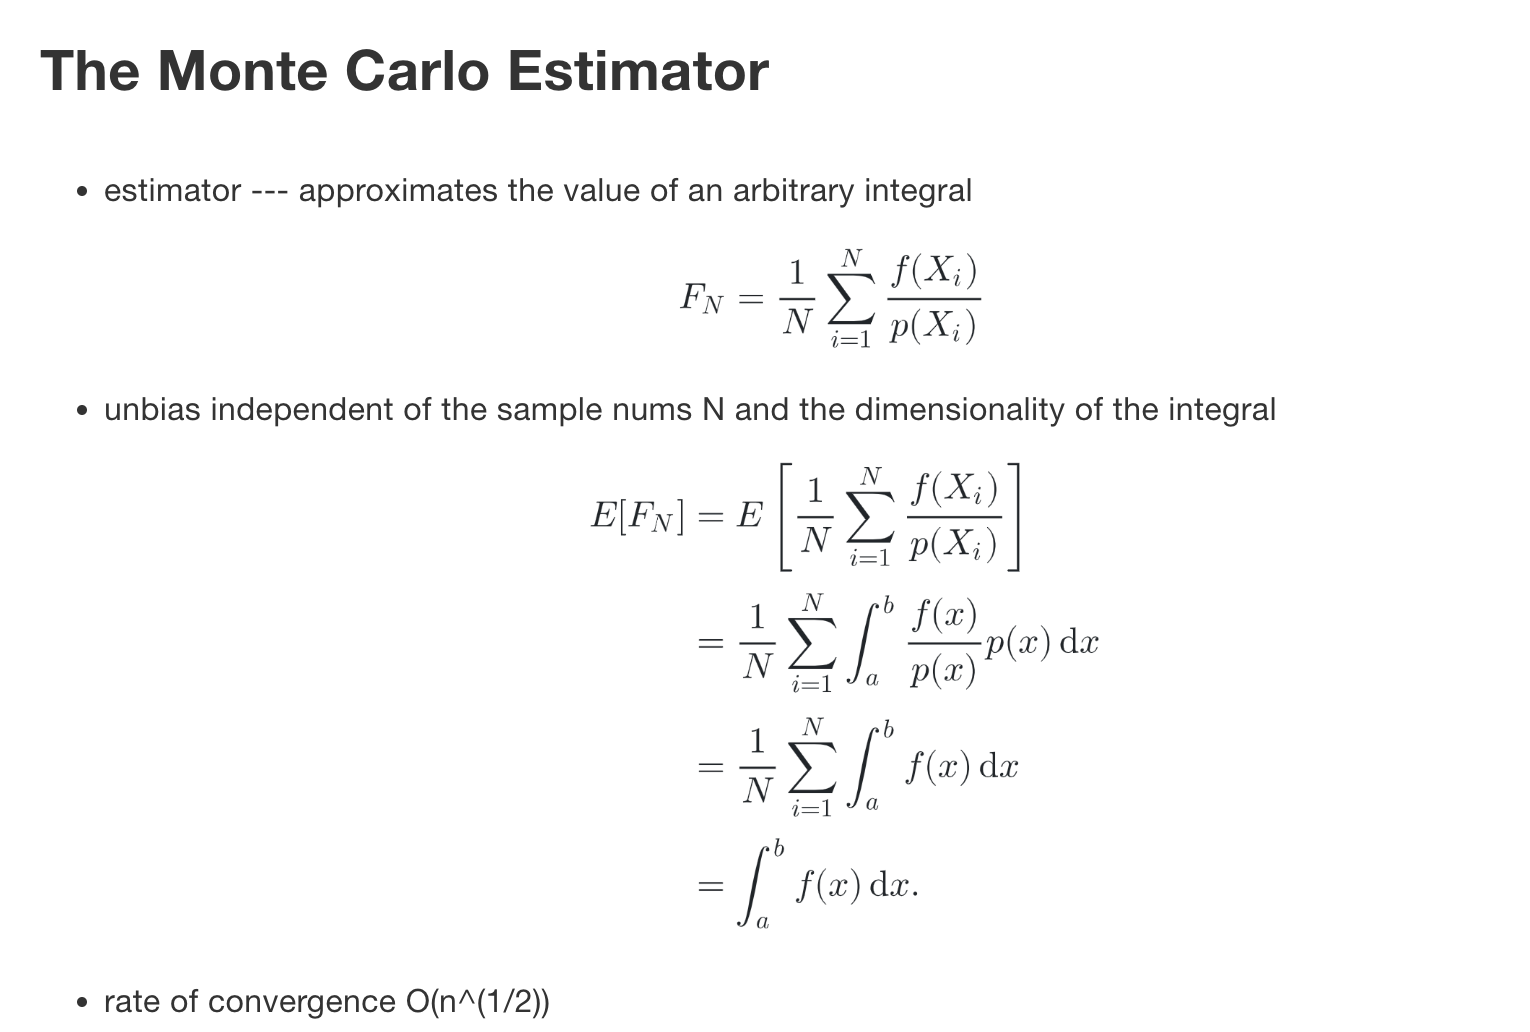 The Monte Carlo Estimator
• estimator --- approximates the value of an arbitrary integral
F_N = \frac{1}{N} \sum_{i=1}^{N} \frac{f(X_i)}{p(X_i)}
• unbias independent of the sample nums N and the dimensionality of the integral
E[F_N] = E \left[ \frac{1}{N} \sum_{i=1}^{N} \frac{f(X_i)}{p(X_i)} \right]
= \frac{1}{N} \sum_{i=1}^{N} \int_a^b \frac{f(x)}{p(x)} p(x) \, \mathrm{d}x
= \frac{1}{N} \sum_{i=1}^{N} \int_a^b f(x) \, \mathrm{d}x
= \int_a^b f(x) \, \mathrm{d}x.
• rate of convergence O(n^(1/2))